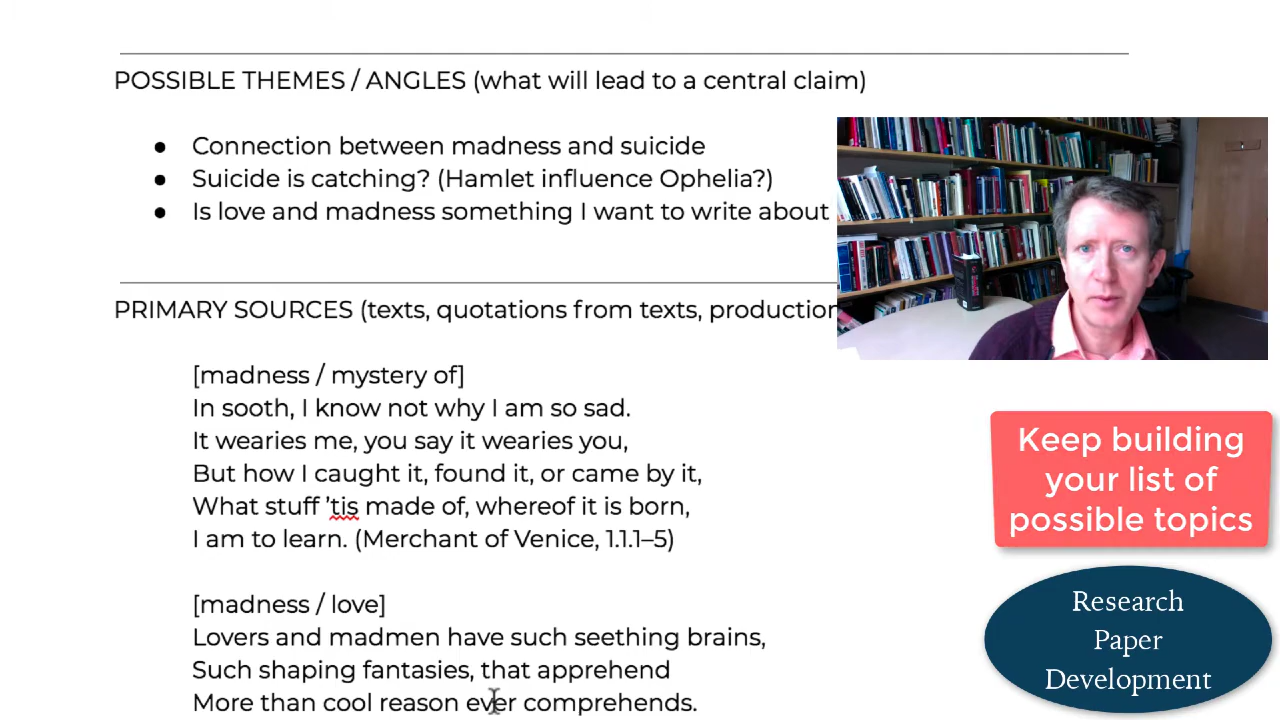 POSSIBLE THEMES / ANGLES (what will lead to a central claim)
● Connection between madness and suicide
● Suicide is catching? (Hamlet influence Ophelia?)
● Is love and madness something I want to write about
PRIMARY SOURCES (texts, quotations from texts, production
[madness / mystery of]
In sooth, I know not why I am so sad.
It wearies me, you say it wearies you,
But how I caught it, found it, or came by it,
What stuff ’tis made of, whereof it is born,
I am to learn. (Merchant of Venice, 1.1.1–5)
[madness / love]
Lovers and madmen have such seething brains,
Such shaping fantasies, that apprehend
More than cool reason ever comprehends.
Keep building
your list of
possible topics
Research
Paper
Development